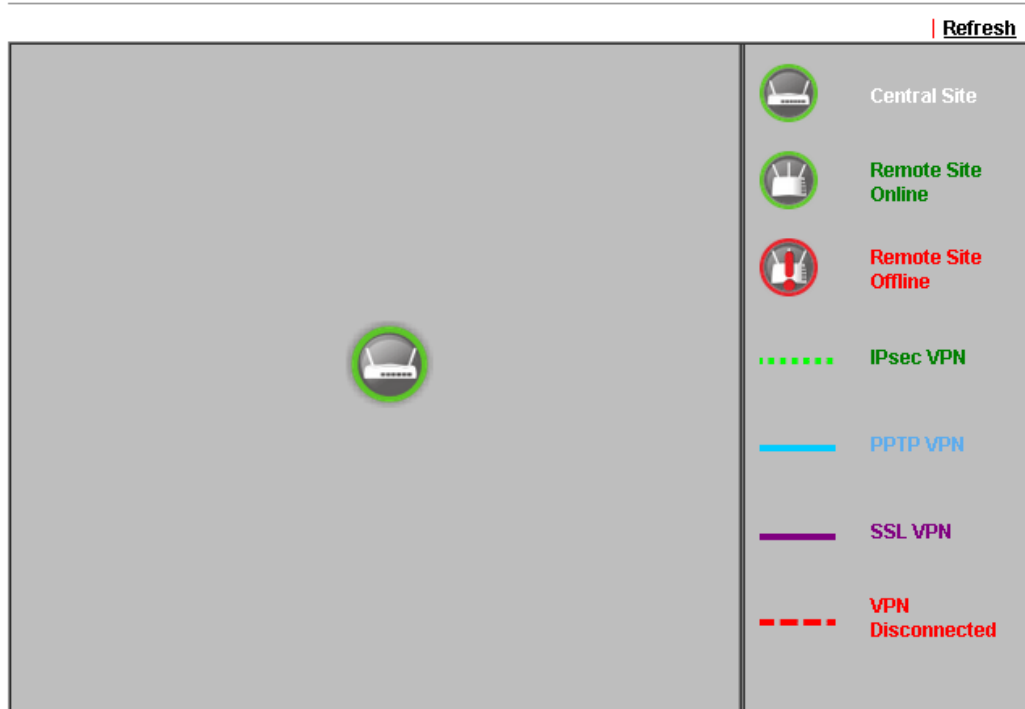 | Refresh
Central Site
Remote Site
Online
Remote Site
Offline
IPsec VPN
PPTP VPN
SSL VPN
VPN
Disconnected